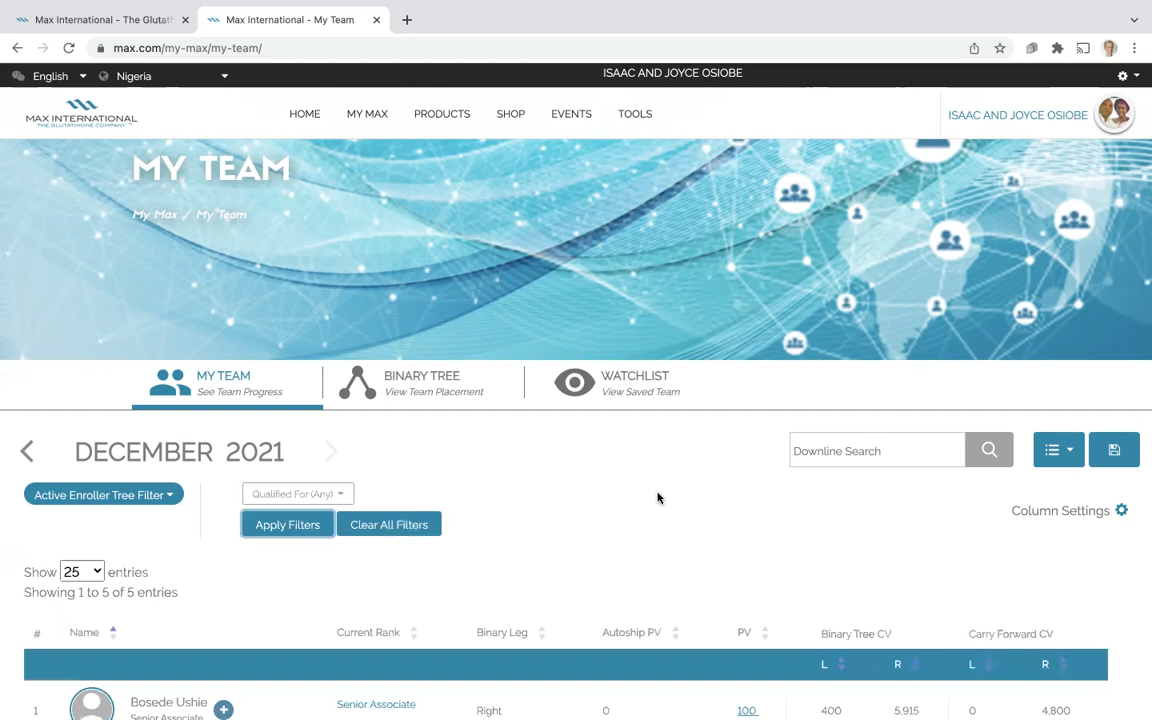 Max International - The Glutath
Max International - My Team
max.com/my-max/my-team/
English
Nigeria
ISAAC AND JOYCE OSIOBE
MAX INTERNATIONAL
THE GLUTATHIONE COMPANY™
HOME
MY MAX
PRODUCTS
SHOP
EVENTS
TOOLS
ISAAC AND JOYCE OSIOBE
MY TEAM
My Max / My Team
MY TEAM
See Team Progress
BINARY TREE
View Team Placement
WATCHLIST
View Saved Team
DECEMBER 2021
Downline Search
Active Enroller Tree Filter
Qualified For (Any)
Apply Filters
Clear All Filters
Column Settings
Show 25 entries
Showing 1 to 5 of 5 entries
# Name Current Rank Binary Leg Autoship PV PV Binary Tree CV Carry Forward CV
L R L R
1 Bosede Ushie Senior Associate Right 0 100 400 5,915 0 4,800
Senior Associate